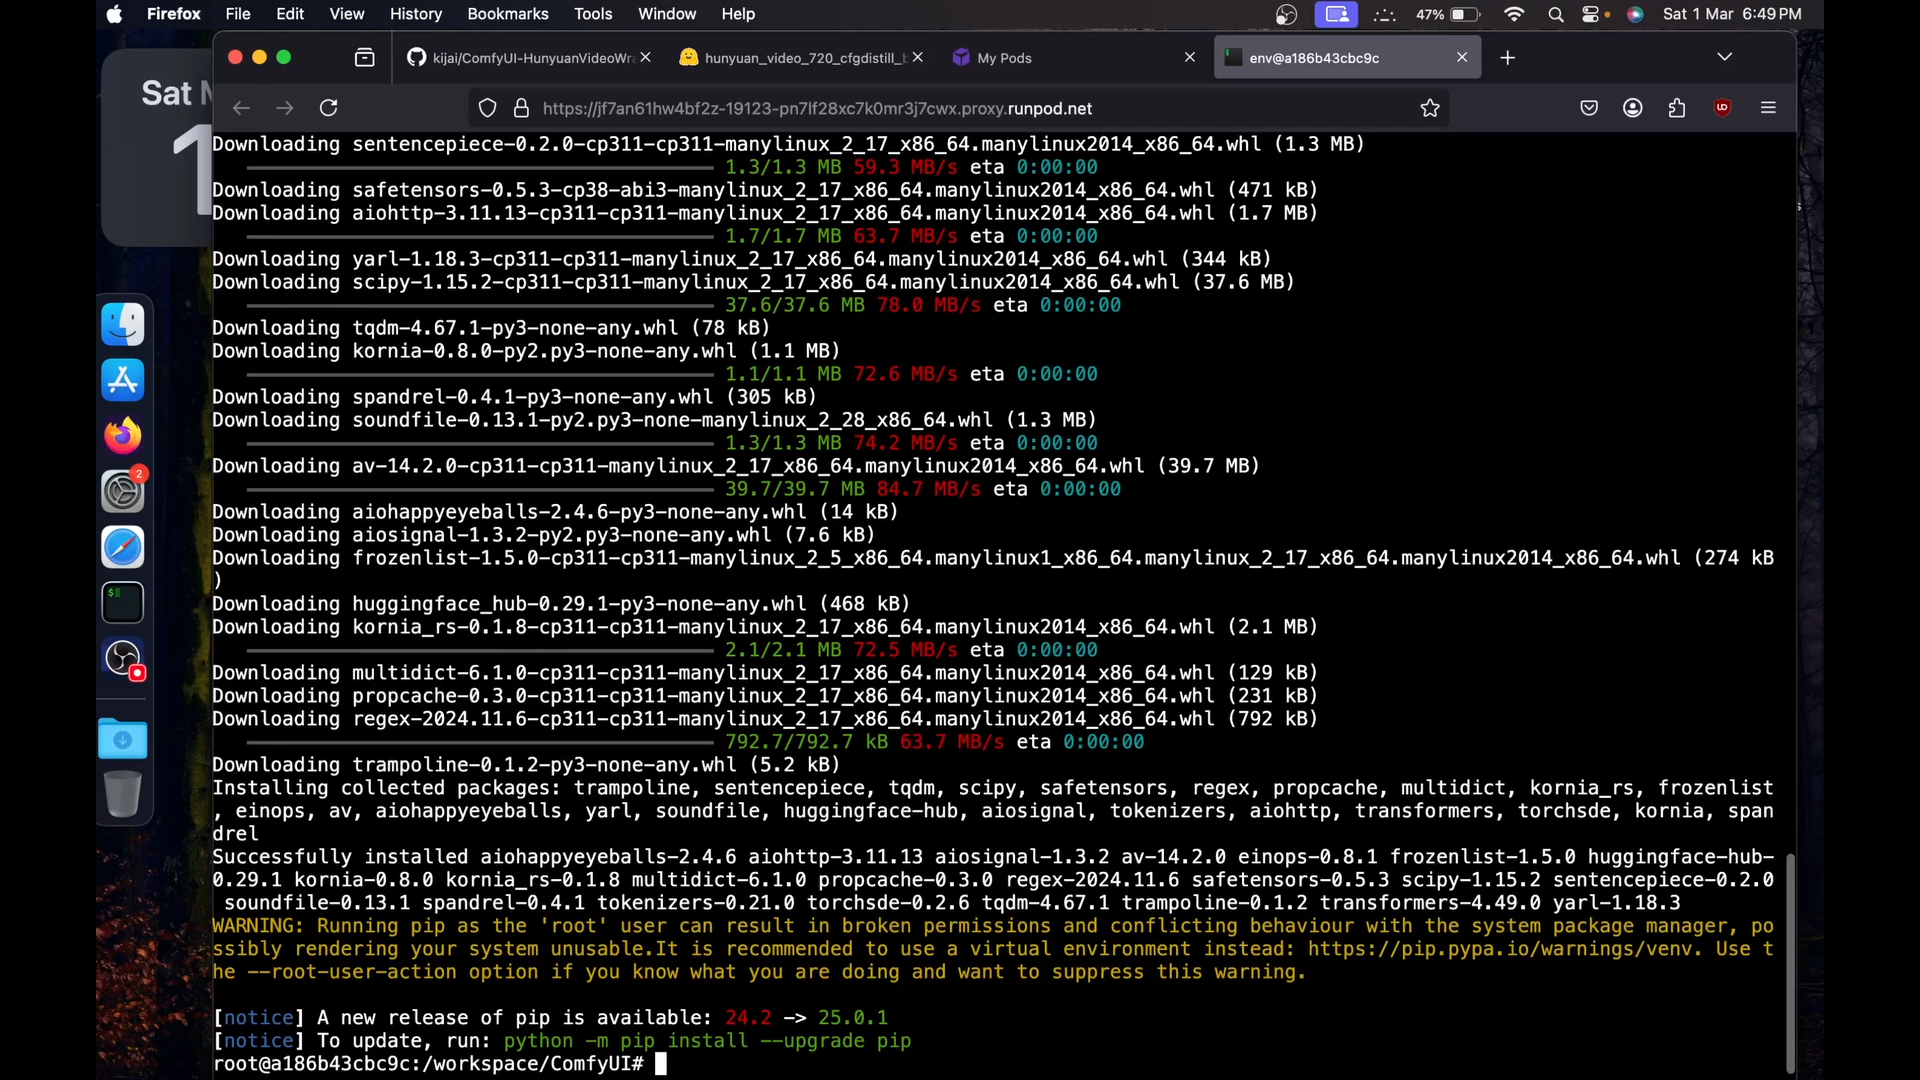 Firefox File Edit View History Bookmarks Tools Window Help 47% Sat 1 Mar 6:49 PM
kijai/ComfyUI-HunyuanVideoWra hunyuan_video_720_cfgdistill_b My Pods env@a186b43cbc9c
Sat
1
https://jf7an61hw4bf2z-19123-pn7lf28xc7k0mr3j7cwx.proxy.runpod.net
Downloading sentencepiece-0.2.0-cp311-cp311-manylinux_2_17_x86_64.manylinux2014_x86_64.whl (1.3 MB)
1.3/1.3 MB 59.3 MB/s eta 0:00:00
Downloading safetensors-0.5.3-cp38-abi3-manylinux_2_17_x86_64.manylinux2014_x86_64.whl (471 kB)
Downloading aiohttp-3.11.13-cp311-cp311-manylinux_2_17_x86_64.manylinux2014_x86_64.whl (1.7 MB)
1.7/1.7 MB 63.7 MB/s eta 0:00:00
Downloading yarl-1.18.3-cp311-cp311-manylinux_2_17_x86_64.manylinux2014_x86_64.whl (344 kB)
Downloading scipy-1.15.2-cp311-cp311-manylinux_2_17_x86_64.manylinux2014_x86_64.whl (37.6 MB)
37.6/37.6 MB 78.0 MB/s eta 0:00:00
Downloading tqdm-4.67.1-py3-none-any.whl (78 kB)
Downloading kornia-0.8.0-py2.py3-none-any.whl (1.1 MB)
1.1/1.1 MB 72.6 MB/s eta 0:00:00
Downloading spandrel-0.4.1-py3-none-any.whl (305 kB)
Downloading soundfile-0.13.1-py2.py3-none-manylinux_2_28_x86_64.whl (1.3 MB)
1.3/1.3 MB 74.2 MB/s eta 0:00:00
Downloading av-14.2.0-cp311-cp311-manylinux_2_17_x86_64.manylinux2014_x86_64.whl (39.7 MB)
39.7/39.7 MB 84.7 MB/s eta 0:00:00
Downloading aiohappyeyeballs-2.4.6-py3-none-any.whl (14 kB)
Downloading aiosignal-1.3.2-py2.py3-none-any.whl (7.6 kB)
Downloading frozenlist-1.5.0-cp311-cp311-manylinux_2_5_x86_64.manylinux1_x86_64.manylinux_2_17_x86_64.manylinux2014_x86_64.whl (274 kB
)
Downloading huggingface_hub-0.29.1-py3-none-any.whl (468 kB)
Downloading kornia_rs-0.1.8-cp311-cp311-manylinux_2_17_x86_64.manylinux2014_x86_64.whl (2.1 MB)
2.1/2.1 MB 72.5 MB/s eta 0:00:00
Downloading multidict-6.1.0-cp311-cp311-manylinux_2_17_x86_64.manylinux2014_x86_64.whl (129 kB)
Downloading propcache-0.3.0-cp311-cp311-manylinux_2_17_x86_64.manylinux2014_x86_64.whl (231 kB)
Downloading regex-2024.11.6-cp311-cp311-manylinux_2_17_x86_64.manylinux2014_x86_64.whl (792 kB)
792.7/792.7 kB 63.7 MB/s eta 0:00:00
Downloading trampoline-0.1.2-py3-none-any.whl (5.2 kB)
Installing collected packages: trampoline, sentencepiece, tqdm, scipy, safetensors, regex, propcache, multidict, kornia_rs, frozenlist
, einops, av, aiohappyeyeballs, yarl, soundfile, huggingface-hub, aiosignal, tokenizers, aiohttp, transformers, torchsde, kornia, span
drel
Successfully installed aiohappyeyeballs-2.4.6 aiohttp-3.11.13 aiosignal-1.3.2 av-14.2.0 einops-0.8.1 frozenlist-1.5.0 huggingface-hub-
0.29.1 kornia-0.8.0 kornia_rs-0.1.8 multidict-6.1.0 propcache-0.3.0 regex-2024.11.6 safetensors-0.5.3 scipy-1.15.2 sentencepiece-0.2.0
soundfile-0.13.1 spandrel-0.4.1 tokenizers-0.21.0 torchsde-0.2.6 tqdm-4.67.1 trampoline-0.1.2 transformers-4.49.0 yarl-1.18.3
WARNING: Running pip as the 'root' user can result in broken permissions and conflicting behaviour with the system package manager, po
ssibly rendering your system unusable.It is recommended to use a virtual environment instead: https://pip.pypa.io/warnings/venv. Use t
he --root-user-action option if you know what you are doing and want to suppress this warning.
[notice] A new release of pip is available: 24.2 -> 25.0.1
[notice] To update, run: python -m pip install --upgrade pip
root@a186b43cbc9c:/workspace/ComfyUI#